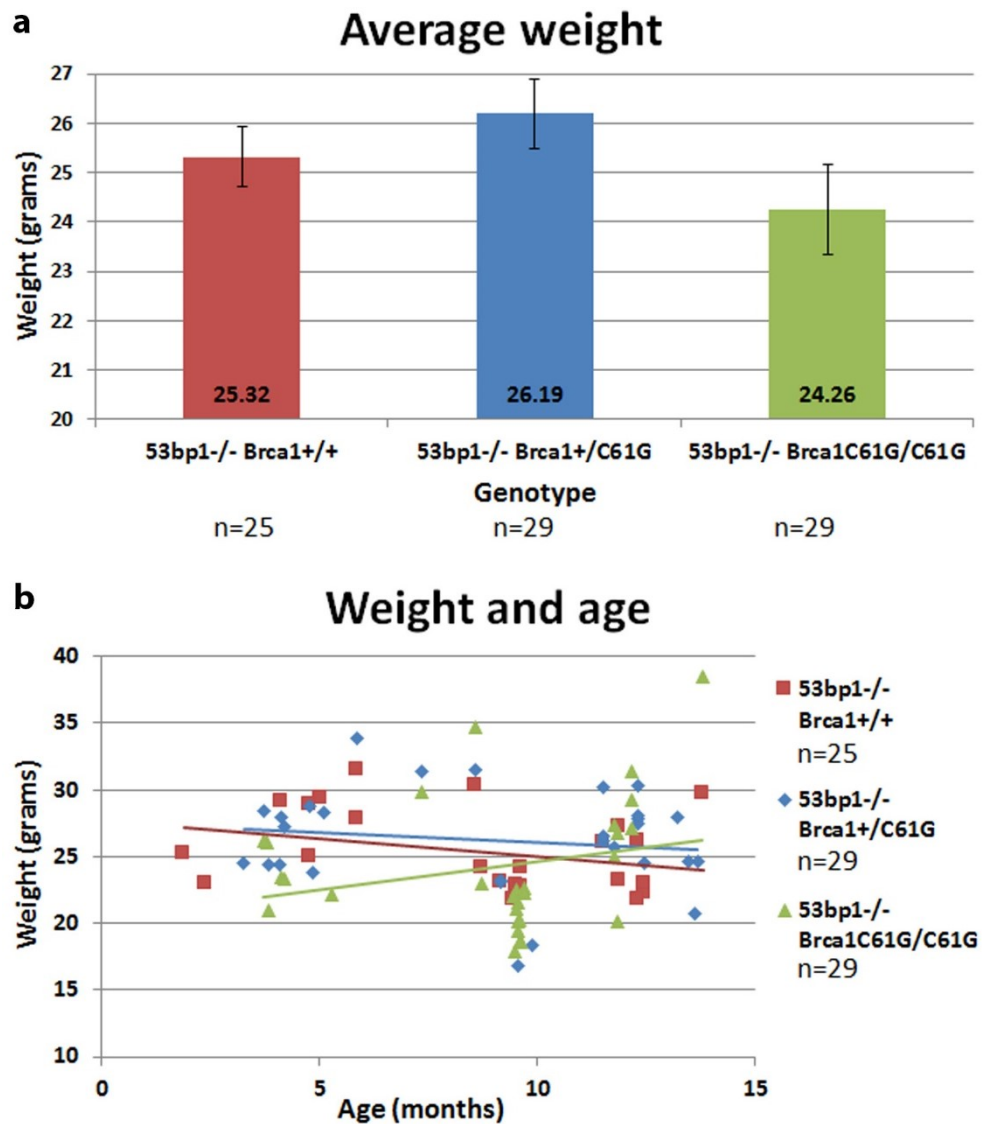 a
Average weight
27
26
25
24
23
22
21
20
Weight (grams)
25.32
26.19
24.26
53bp1-/- Brca1+/+
53bp1-/- Brca1+/C61G
53bp1-/- Brca1C61G/C61G
Genotype
n=25
n=29
n=29
b
Weight and age
40
35
30
25
20
15
10
Weight (grams)
0
5
10
15
Age (months)
53bp1-/-
Brca1+/+
n=25
53bp1-/-
Brca1+/C61G
n=29
53bp1-/-
Brca1C61G/C61G
n=29